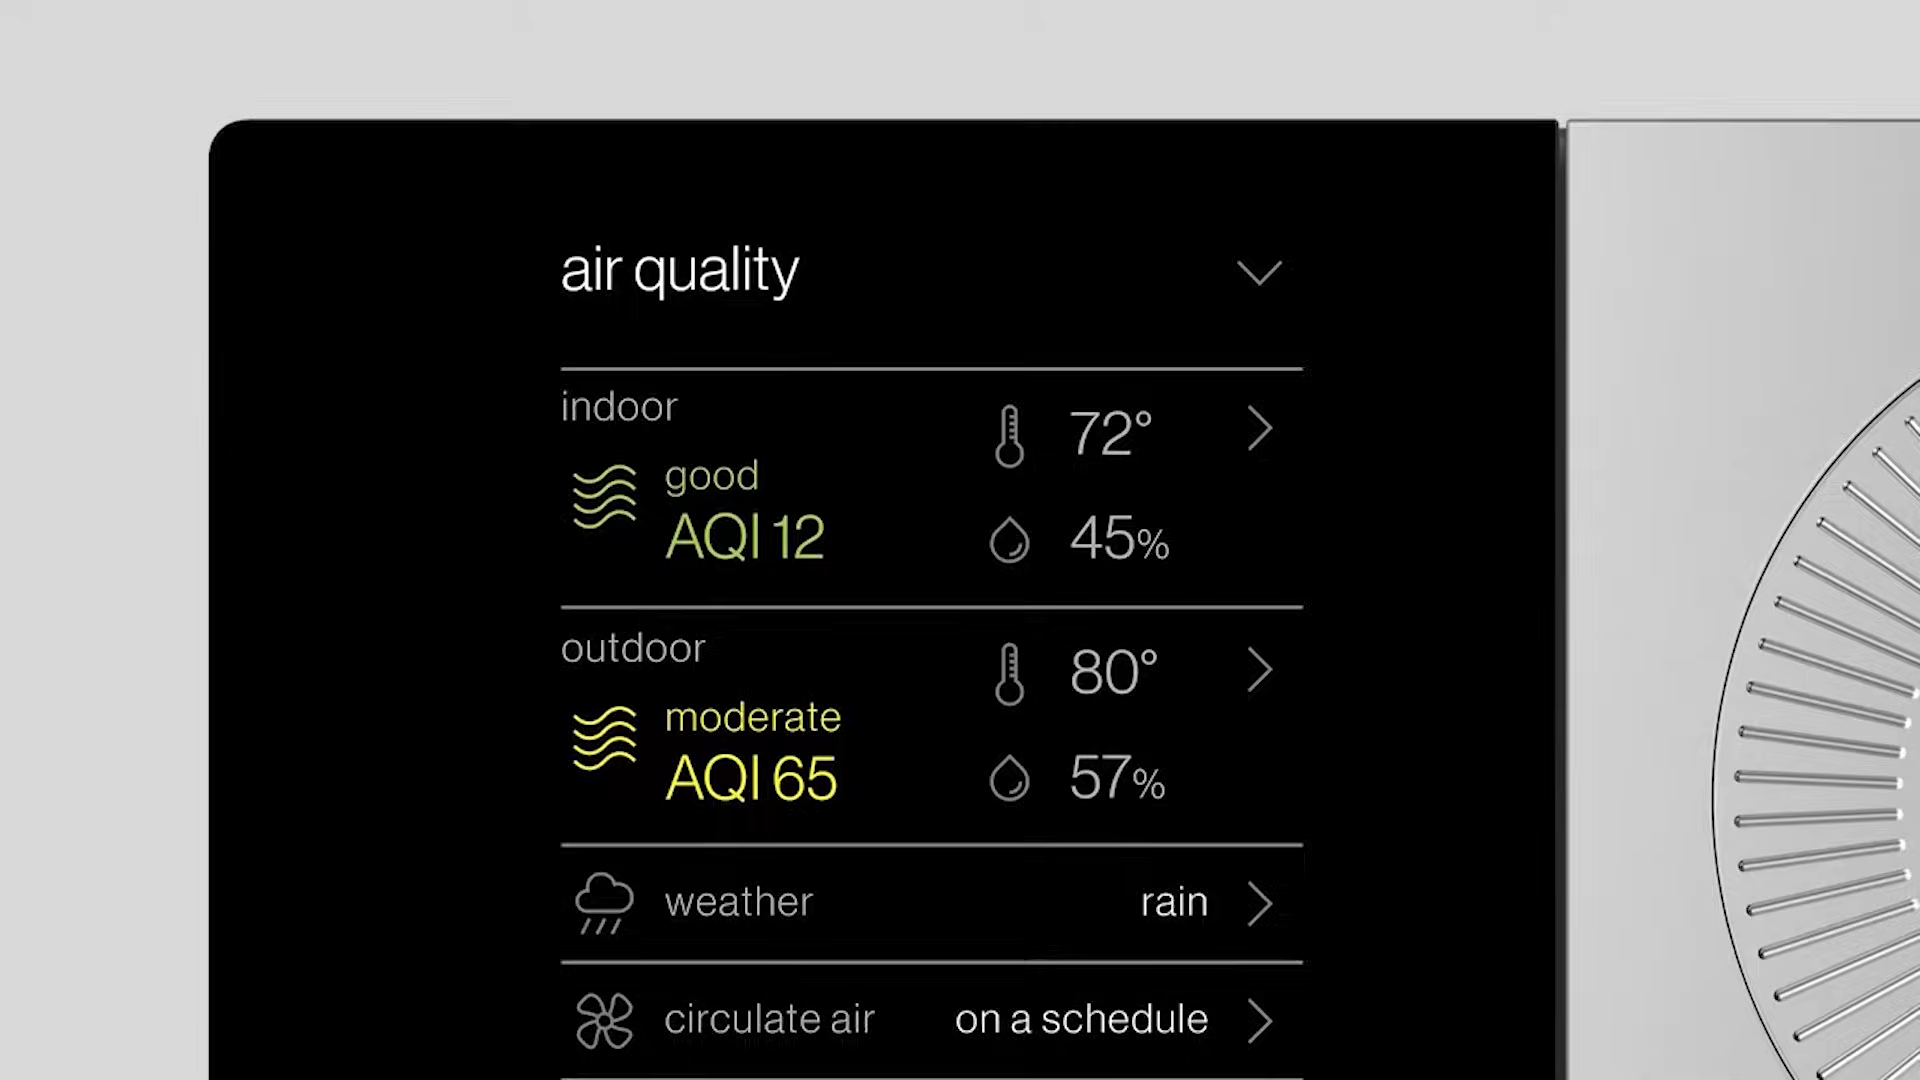 air quality
indoor
72°
good
AQI 12
45%
outdoor
80°
moderate
AQI 65
57%
weather rain
circulate air on a schedule